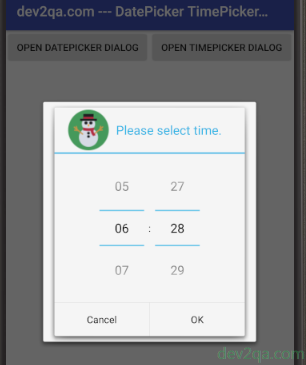 dev2qa.com --- DatePicker TimePicker...
OPEN DATEPICKER DIALOG OPEN TIMEPICKER DIALOG
Please select time.
05 27
06 : 28
07 29
Cancel OK
dev2qa.com